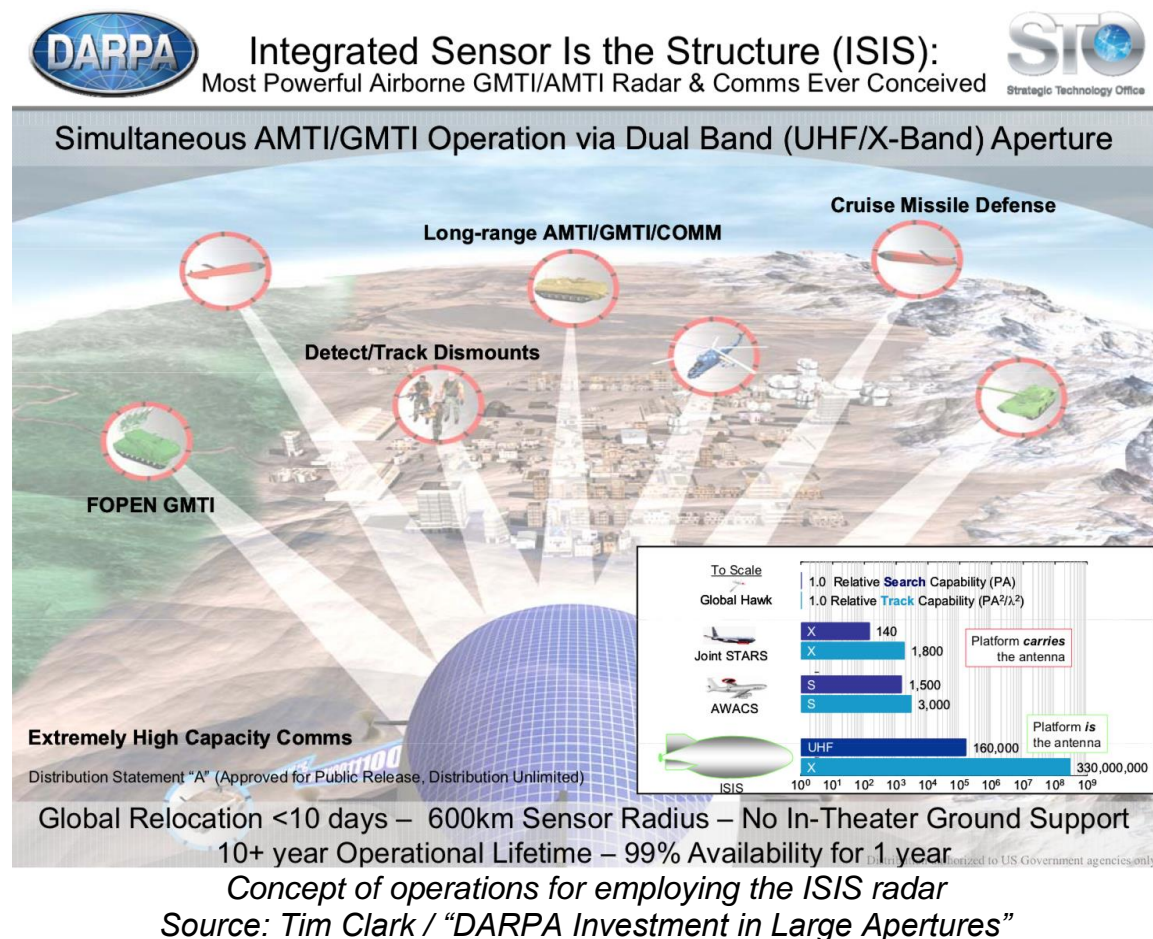 DARPA
Integrated Sensor Is the Structure (ISIS):
Most Powerful Airborne GMTI/AMTI Radar & Comms Ever Conceived
STO
Strategic Technology Office
Simultaneous AMTI/GMTI Operation via Dual Band (UHF/X-Band) Aperture
Cruise Missile Defense
Long-range AMTI/GMTI/COMM
Detect/Track Dismounts
FOPEN GMTI
To Scale
Global Hawk
1.0 Relative Search Capability (PA)
1.0 Relative Track Capability (PA²/λ²)
Joint STARS
X 140
X 1,800
Platform carries
the antenna
AWACS
S 1,500
S 3,000
Platform is
the antenna
ISIS
UHF 160,000
X 330,000,000
10⁰ 10¹ 10² 10³ 10⁴ 10⁵ 10⁶ 10⁷ 10⁸ 10⁹
Extremely High Capacity Comms
Distribution Statement “A” (Approved for Public Release, Distribution Unlimited)
Global Relocation <10 days – 600km Sensor Radius – No In-Theater Ground Support
10+ year Operational Lifetime – 99% Availability for 1 year
to US Government agencies only
Concept of operations for employing the ISIS radar
Source: Tim Clark / “DARPA Investment in Large Apertures”